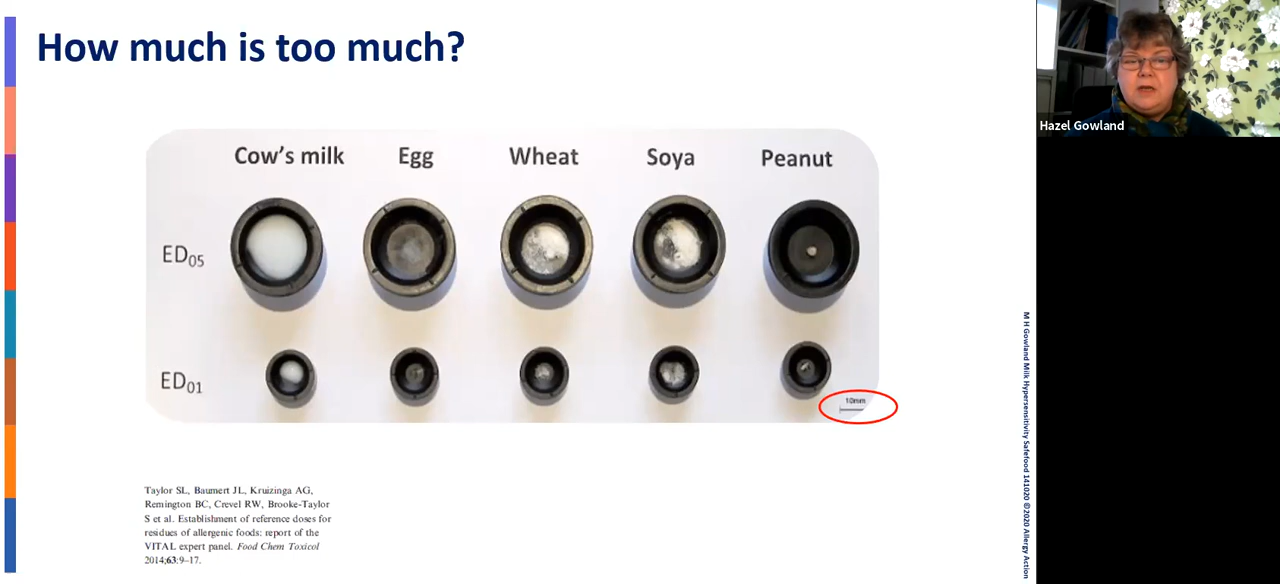 How much is too much?
Hazel Gowland
Cow's milk Egg Wheat Soya Peanut
ED05
ED01
10mm
Taylor SL, Baumert JL, Kruizinga AG,
Remington BC, Crevel RW, Brooke-Taylor
S et al. Establishment of reference doses for
residues of allergenic foods: report of the
VITAL expert panel. Food Chem Toxicol
2014;63:9–17.
M H Gowland Milk Hypersensitivity Safefood 141020 ©2020 Allergy Action